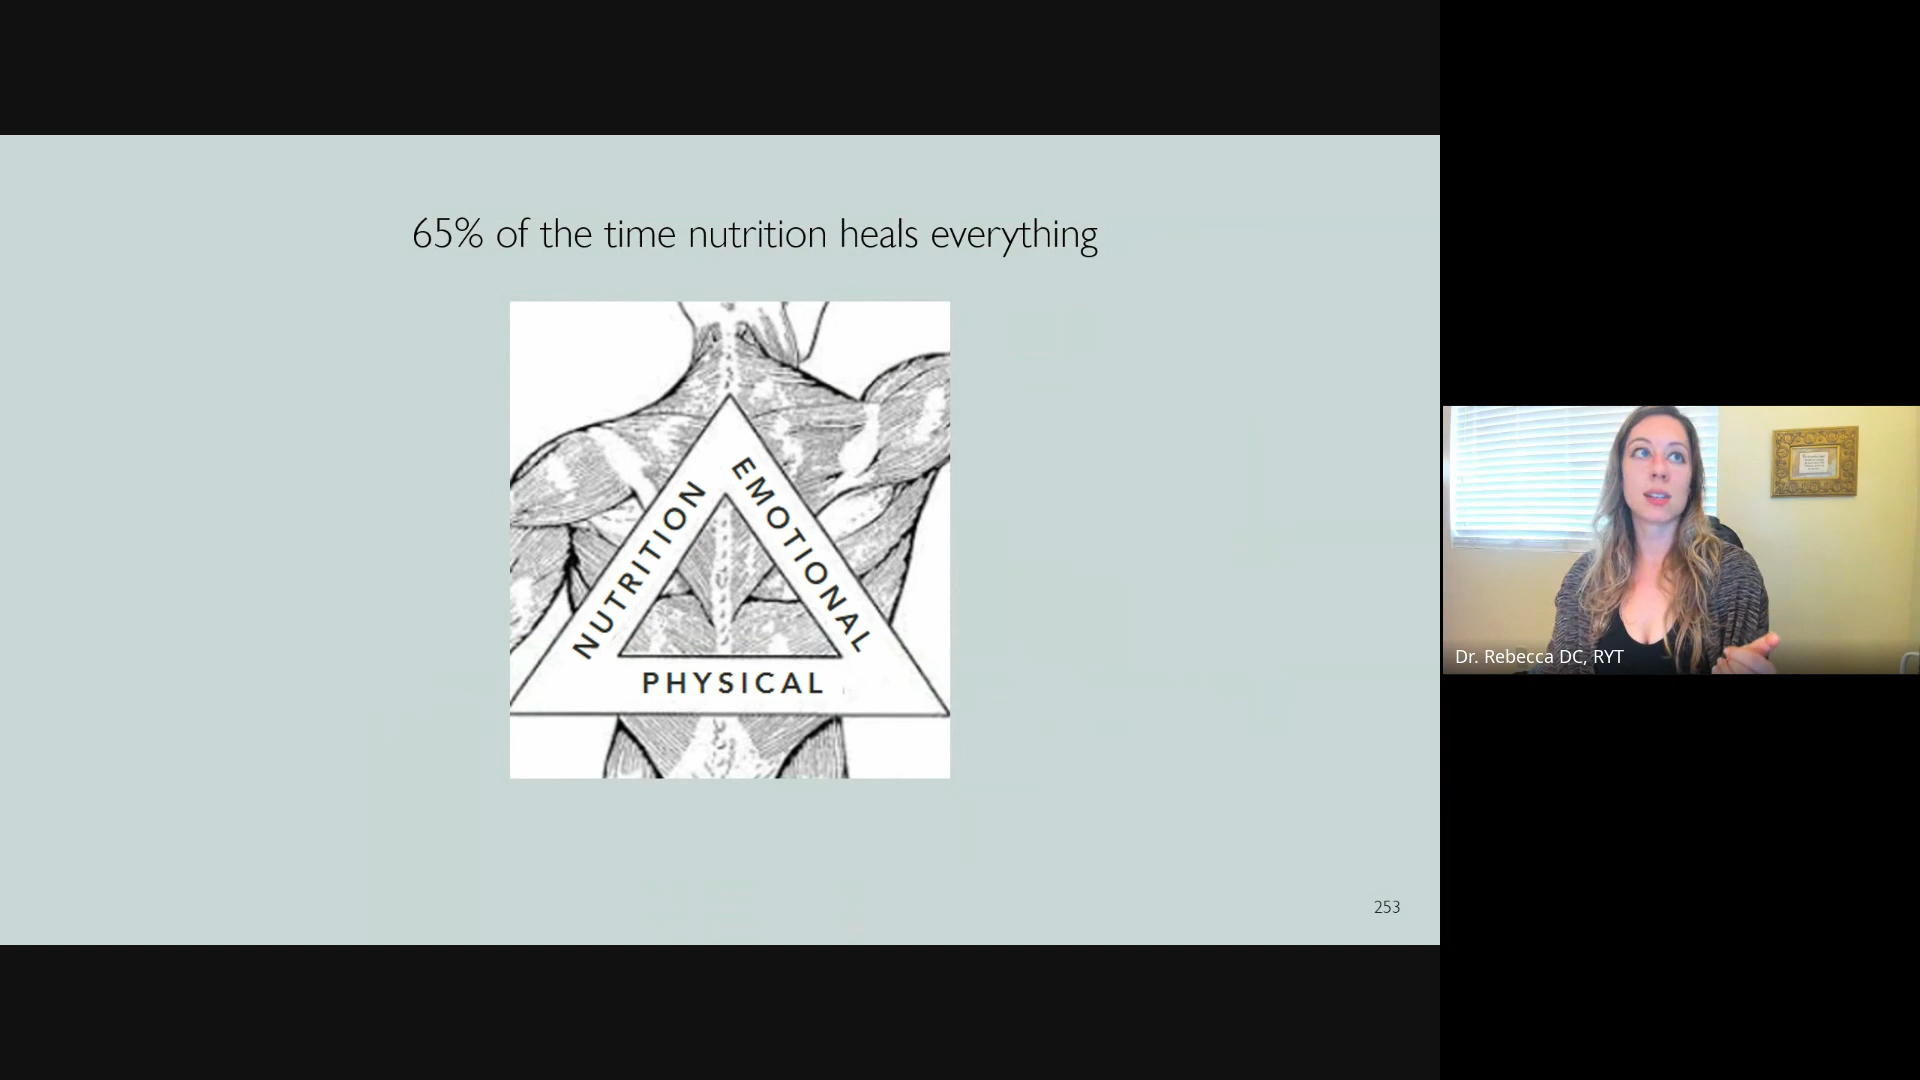 65% of the time nutrition heals everything
NUTRITION
EMOTIONAL
PHYSICAL
253
Dr. Rebecca DC, RYT